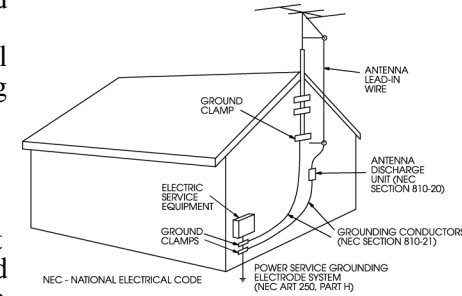 d
l
g
ANTENNA
LEAD-IN
WIRE
GROUND
CLAMP
ANTENNA
DISCHARGE
UNIT (NEC
SECTION 810-20)
ELECTRIC
SERVICE
EQUIPMENT
GROUNDING CONDUCTORS
(NEC SECTION 810-21)
GROUND
CLAMPS
t
d
NEC - NATIONAL ELECTRICAL CODE
POWER SERVICE GROUNDING
ELECTRODE SYSTEM
(NEC ART 250, PART H)